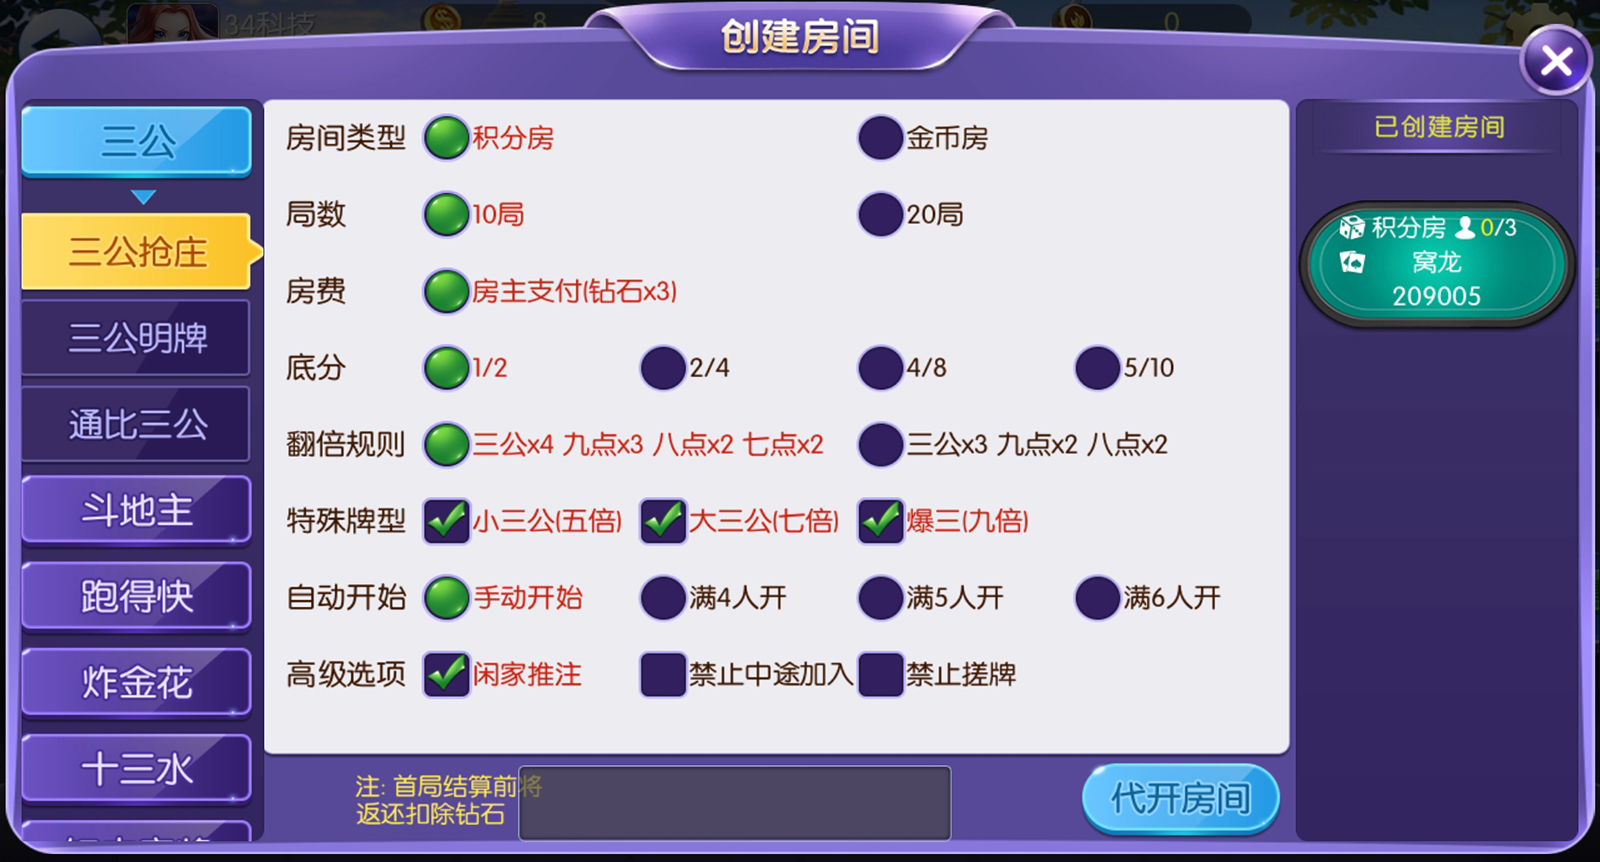 34科技
8
0
创建房间
三公
三公抢庄
三公明牌
通比三公
斗地主
跑得快
炸金花
十三水
房间类型 积分房 金币房
局数 10局 20局
房费 房主支付(钻石x3)
底分 1/2 2/4 4/8 5/10
翻倍规则 三公x4 九点x3 八点x2 七点x2 三公x3 九点x2 八点x2
特殊牌型 小三公(五倍) 大三公(七倍) 爆三(九倍)
自动开始 手动开始 满4人开 满5人开 满6人开
高级选项 闲家推注 禁止中途加入 禁止搓牌
注: 首局结算前将
返还扣除钻石
代开房间
已创建房间
积分房 0/3
窝龙
209005